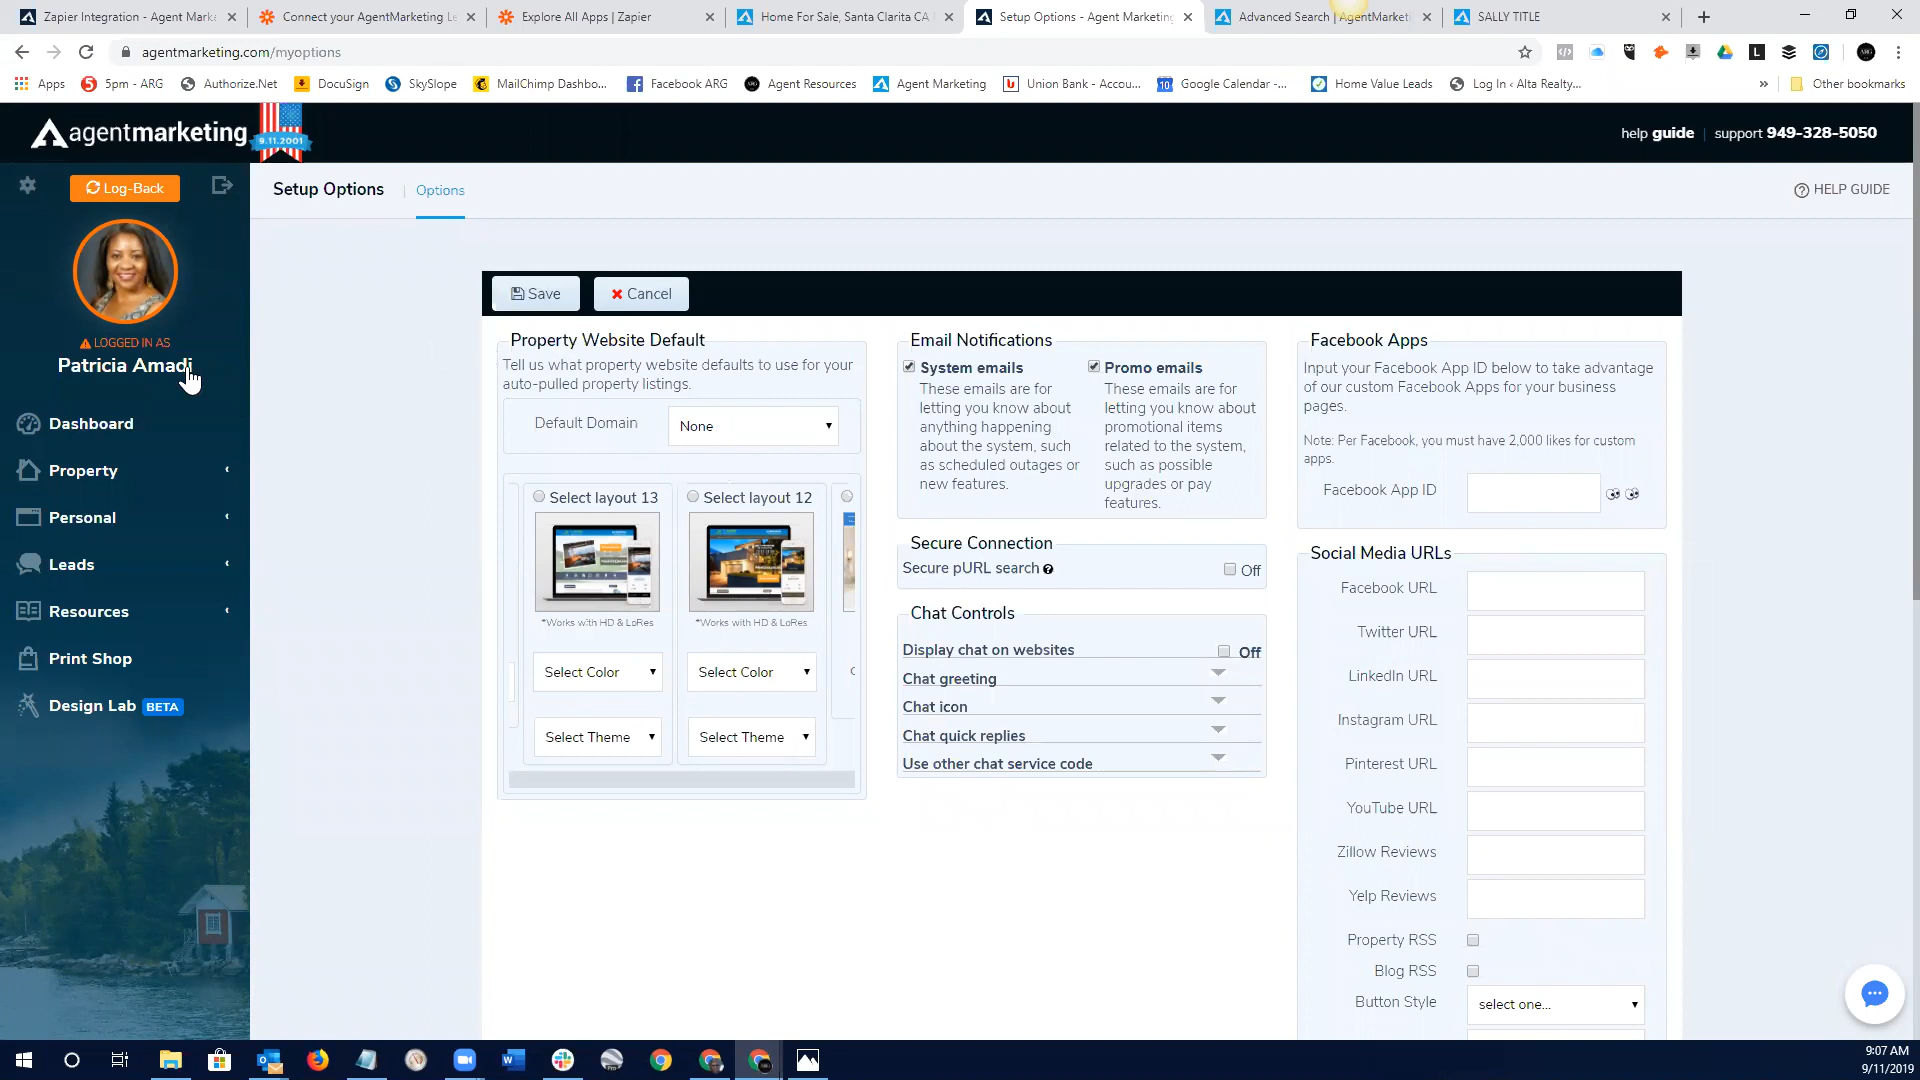 Zapier Integration - Agent Mark
Connect your AgentMarketing Le
Explore All Apps | Zapier
Home For Sale, Santa Clarita CA
Setup Options - Agent Marketing
Advanced Search | AgentMarket
SALLY TITLE
agentmarketing.com/myoptions
Apps
5pm - ARG
Authorize.Net
DocuSign
SkySlope
MailChimp Dashbo...
Facebook ARG
Agent Resources
Agent Marketing
Union Bank - Accou...
Google Calendar -...
Home Value Leads
Log In ‹ Alta Realty...
»
Other bookmarks
agentmarketing
9.11.2001
help guide | support 949-328-5050
Log-Back
Setup Options | Options
HELP GUIDE
LOGGED IN AS
Patricia Amadi
Dashboard
Property
Personal
Leads
Resources
Print Shop
Design Lab BETA
Save
Cancel
Property Website Default
Tell us what property website defaults to use for your
auto-pulled property listings.
Default Domain
None
Select layout 13
Select layout 12
*Works with HD & LoRes
*Works with HD & LoRes
Select Color
Select Color
Select Theme
Select Theme
Email Notifications
System emails
These emails are for
letting you know about
anything happening
about the system, such
as scheduled outages or
new features.
Promo emails
These emails are for
letting you know about
promotional items
related to the system,
such as possible
upgrades or pay
features.
Secure Connection
Secure pURL search
Off
Chat Controls
Display chat on websites
Off
Chat greeting
Chat icon
Chat quick replies
Use other chat service code
Facebook Apps
Input your Facebook App ID below to take advantage
of our custom Facebook Apps for your business
pages.
Note: Per Facebook, you must have 2,000 likes for custom
apps.
Facebook App ID
Social Media URLs
Facebook URL
Twitter URL
LinkedIn URL
Instagram URL
Pinterest URL
YouTube URL
Zillow Reviews
Yelp Reviews
Property RSS
Blog RSS
Button Style
select one...
9:07 AM
9/11/2019